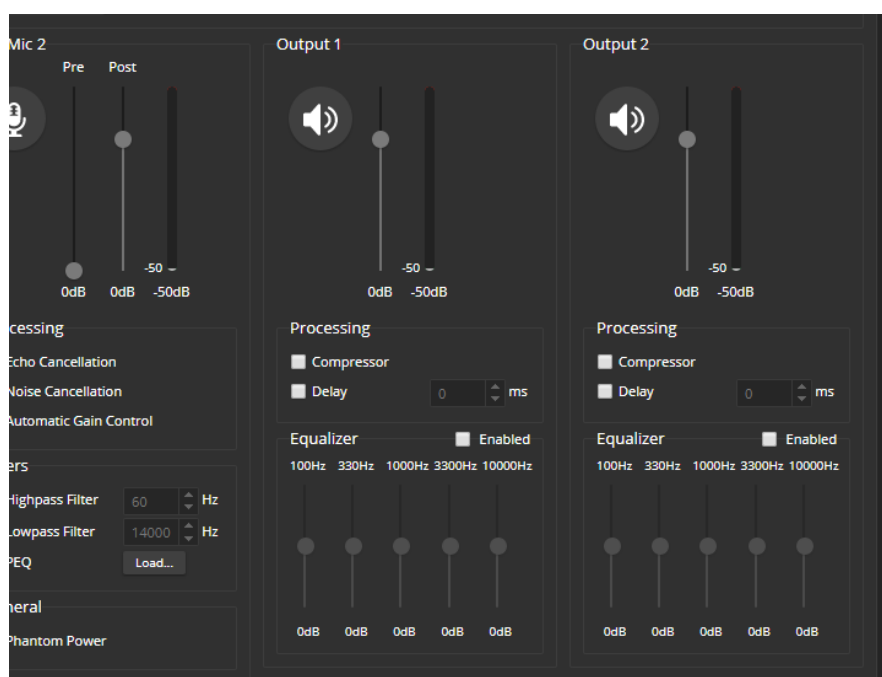 Mic 2
Pre Post
-50
0dB 0dB -50dB
cessing
Echo Cancellation
Noise Cancellation
Automatic Gain Control
ers
Highpass Filter 60 Hz
Lowpass Filter 14000 Hz
PEQ Load...
neral
Phantom Power
Output 1
-50
0dB -50dB
Processing
Compressor
Delay 0 ms
Equalizer Enabled
100Hz 330Hz 1000Hz 3300Hz 10000Hz
0dB 0dB 0dB 0dB 0dB
Output 2
-50
0dB -50dB
Processing
Compressor
Delay 0 ms
Equalizer Enabled
100Hz 330Hz 1000Hz 3300Hz 10000Hz
0dB 0dB 0dB 0dB 0dB